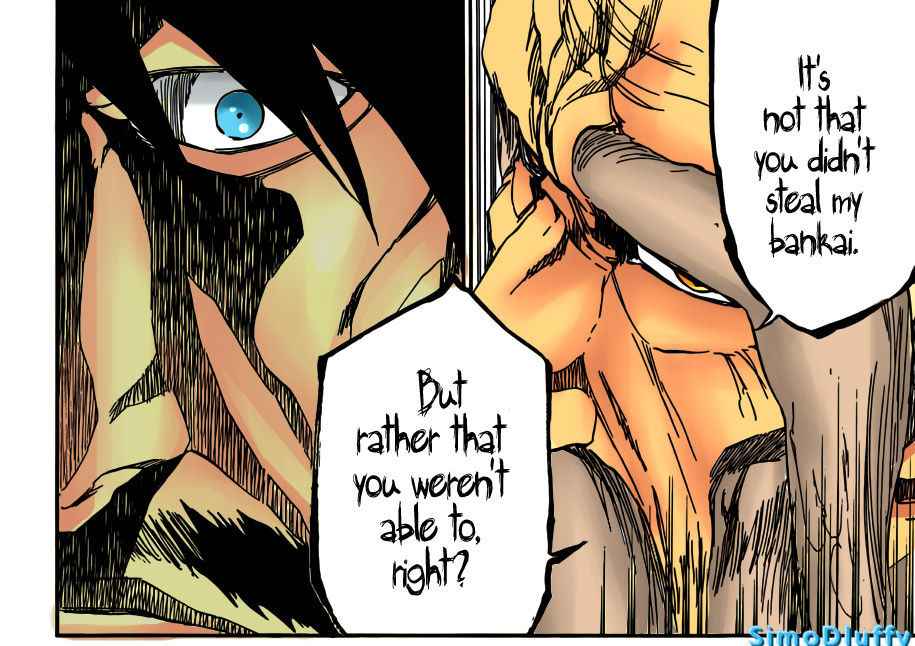 It's
not that
you didn't
steal my
bankai.
But
rather that
you weren't
able to,
right?
SimoDluffy